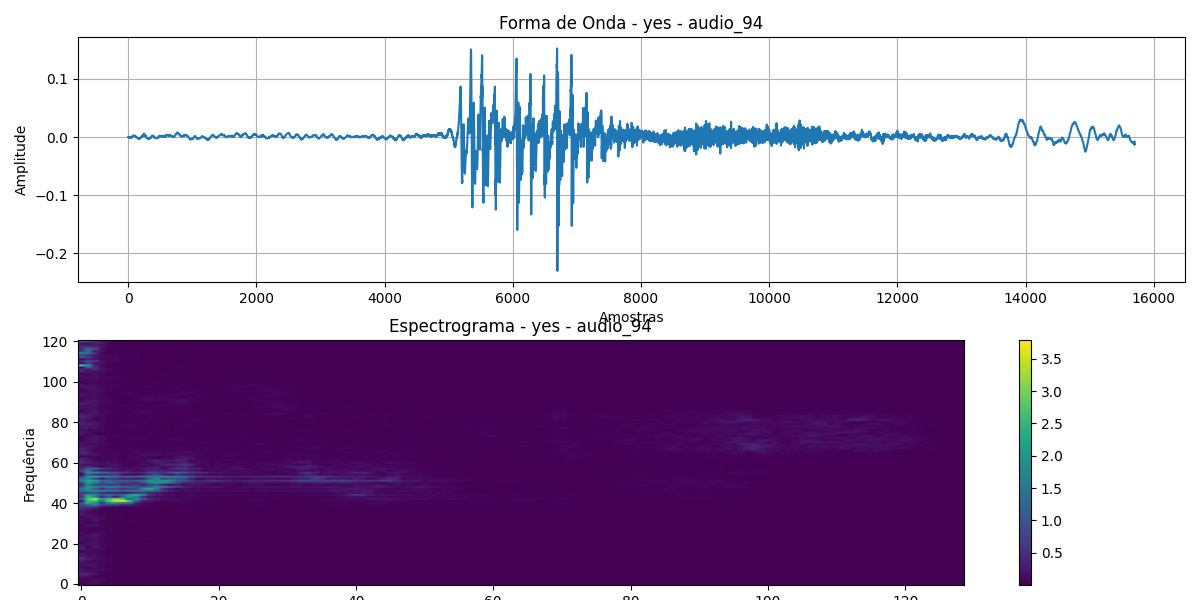 Forma de Onda - yes - audio_94
Amplitude
0.1
0.0
−0.1
−0.2
0 2000 4000 6000 8000 10000 12000 14000 16000
Amostras
Espectrograma - yes - audio_94
Frequência
120
100
80
60
40
20
0
0 20 40 60 80 100 120
3.5
3.0
2.5
2.0
1.5
1.0
0.5